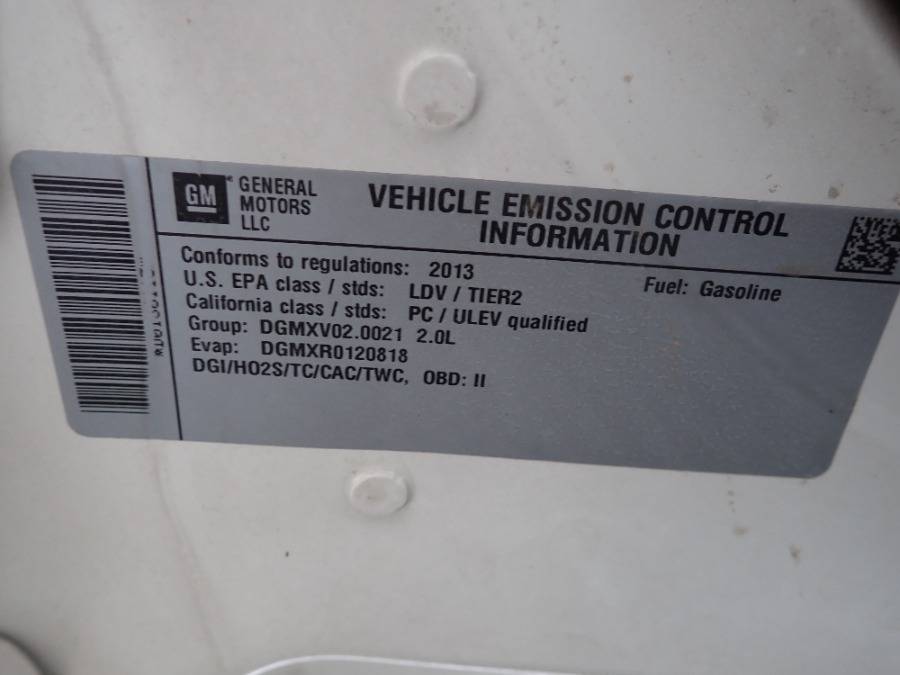 GM GENERAL MOTORS LLC
VEHICLE EMISSION CONTROL
INFORMATION
Conforms to regulations: 2013
Fuel: Gasoline
U.S. EPA class / stds: LDV / TIER2
California class / stds: PC / ULEV qualified
Group: DGMXV02.0021 2.0L
Evap: DGMXR0120818
DGI/HO2S/TC/CAC/TWC, OBD: II